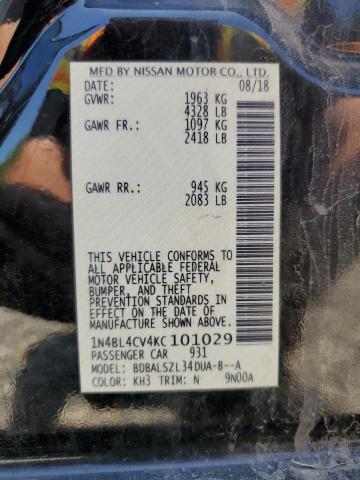 MFD BY NISSAN MOTOR CO., LTD.
DATE: 08/18
GVWR: 1963 KG
4328 LB
GAWR FR: 1097 KG
2418 LB
GAWR RR: 945 KG
2083 LB
THIS VEHICLE CONFORMS TO
ALL APPLICABLE FEDERAL
MOTOR VEHICLE SAFETY,
BUMPER, AND THEFT
PREVENTION STANDARDS IN
EFFECT ON THE DATE OF
MANUFACTURE SHOWN ABOVE.
1N4BL4CV4KC101029
PASSENGER CAR 931
MODEL: BDBALSZL34DUA-B--A
COLOR: KH3 TRIM: N 9N00A